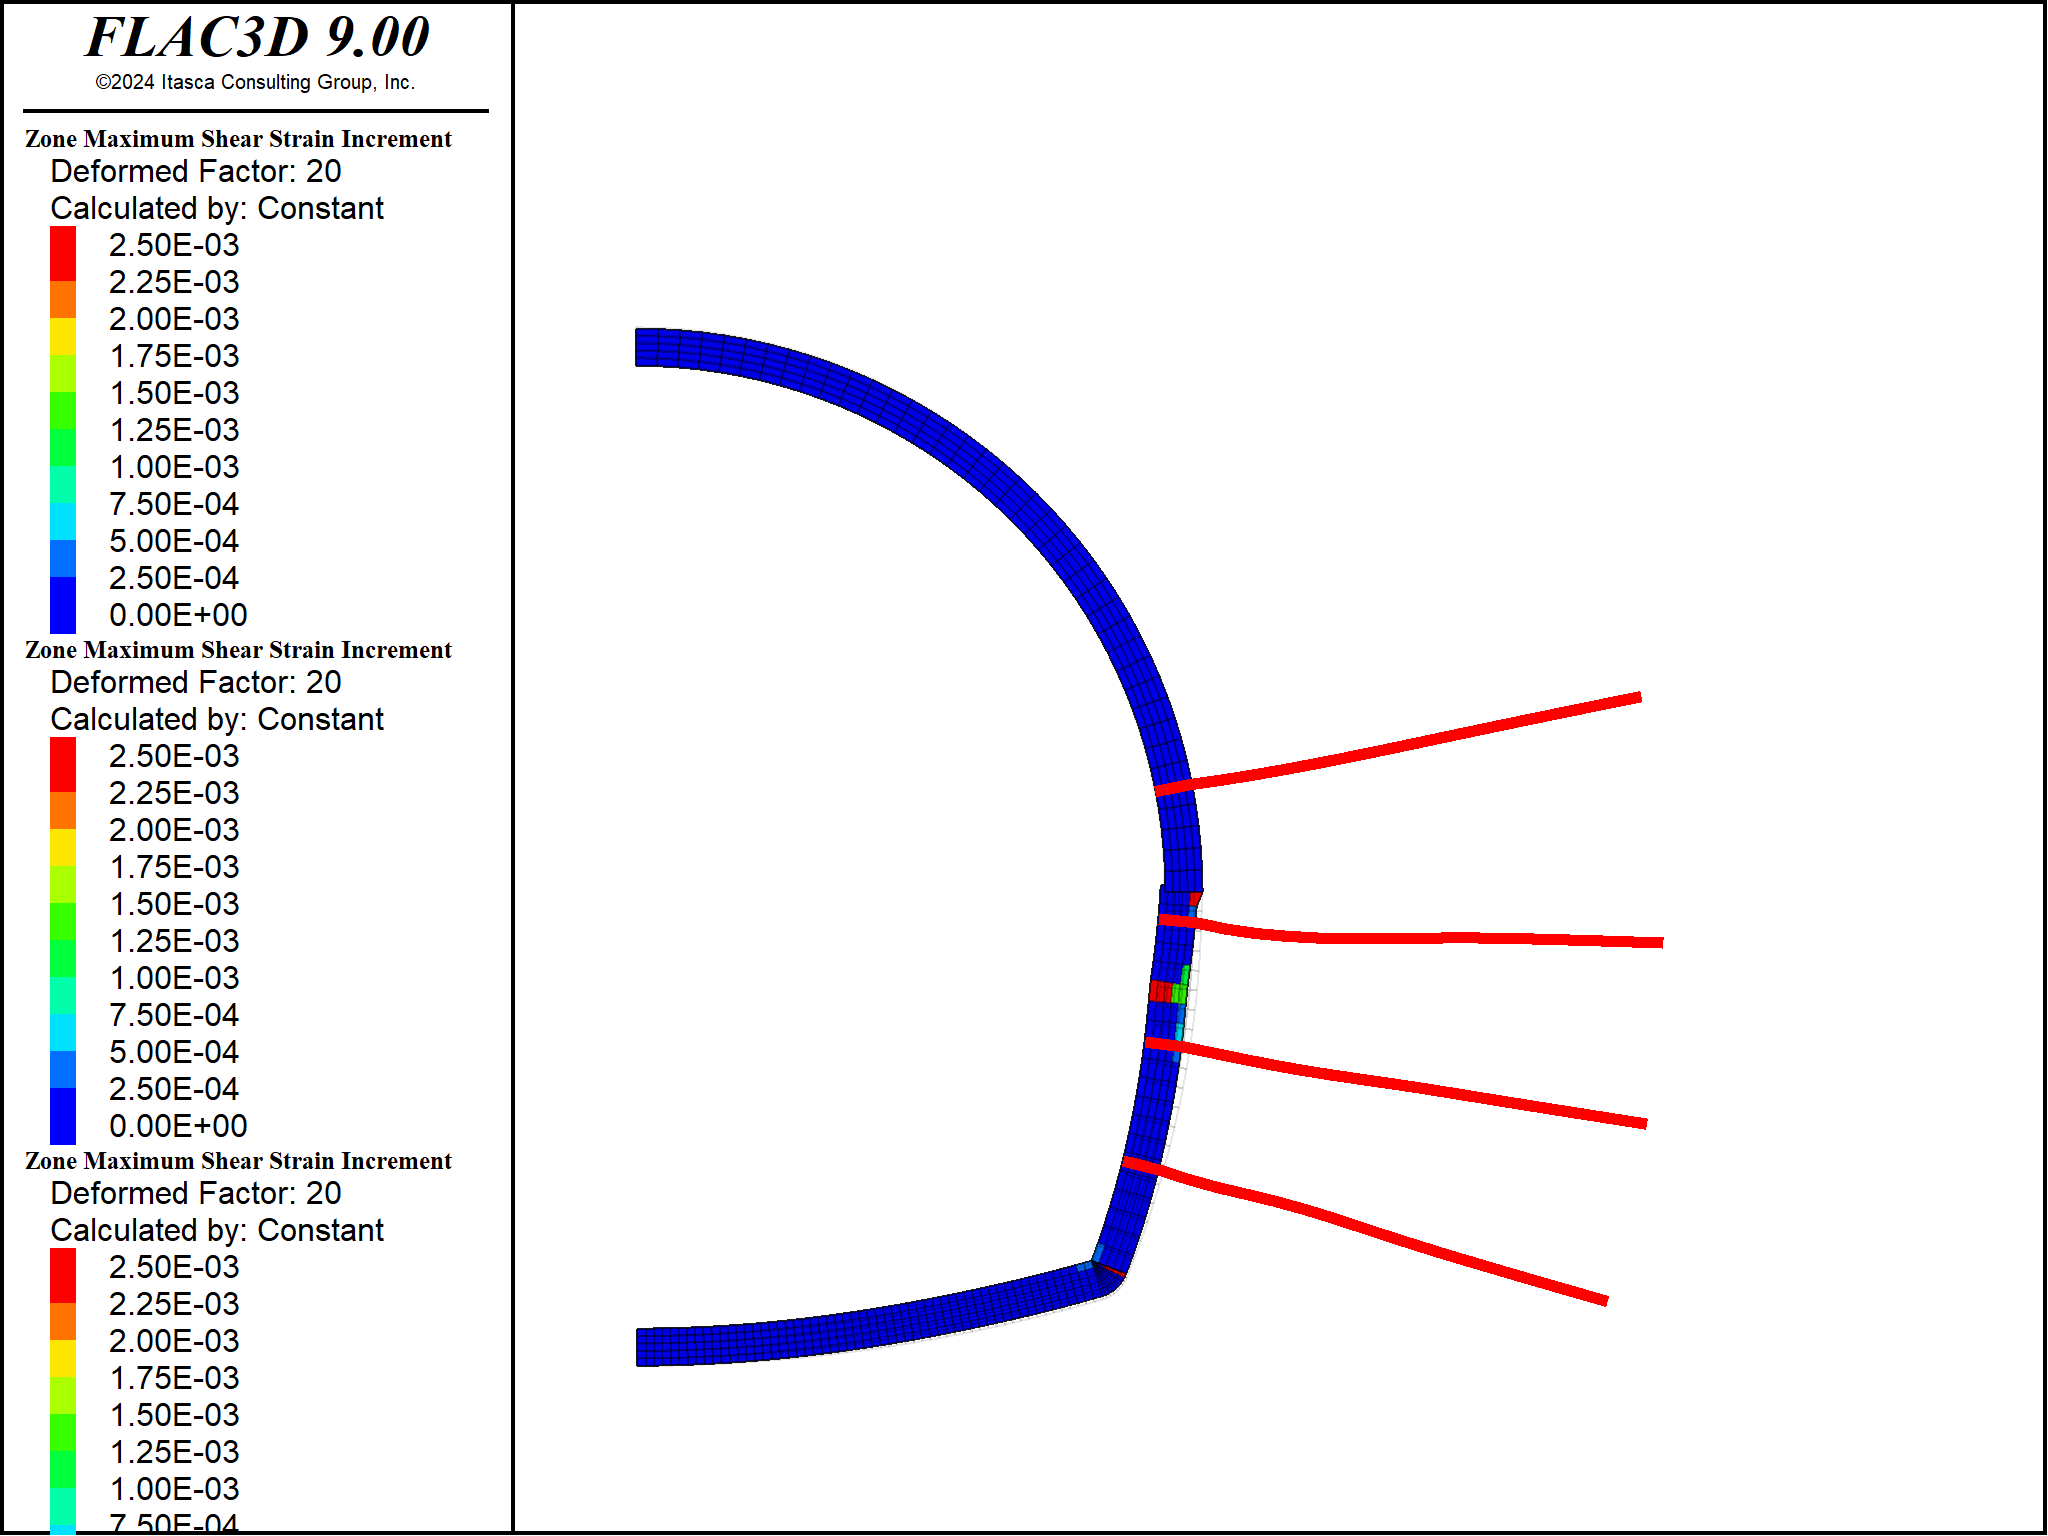 FLAC3D 9.00
©2024 Itasca Consulting Group, Inc.
Zone Maximum Shear Strain Increment
Deformed Factor: 20
Calculated by: Constant
2.50E-03
2.25E-03
2.00E-03
1.75E-03
1.50E-03
1.25E-03
1.00E-03
7.50E-04
5.00E-04
2.50E-04
0.00E+00
Zone Maximum Shear Strain Increment
Deformed Factor: 20
Calculated by: Constant
2.50E-03
2.25E-03
2.00E-03
1.75E-03
1.50E-03
1.25E-03
1.00E-03
7.50E-04
5.00E-04
2.50E-04
0.00E+00
Zone Maximum Shear Strain Increment
Deformed Factor: 20
Calculated by: Constant
2.50E-03
2.25E-03
2.00E-03
1.75E-03
1.50E-03
1.25E-03
1.00E-03
7.50E-04